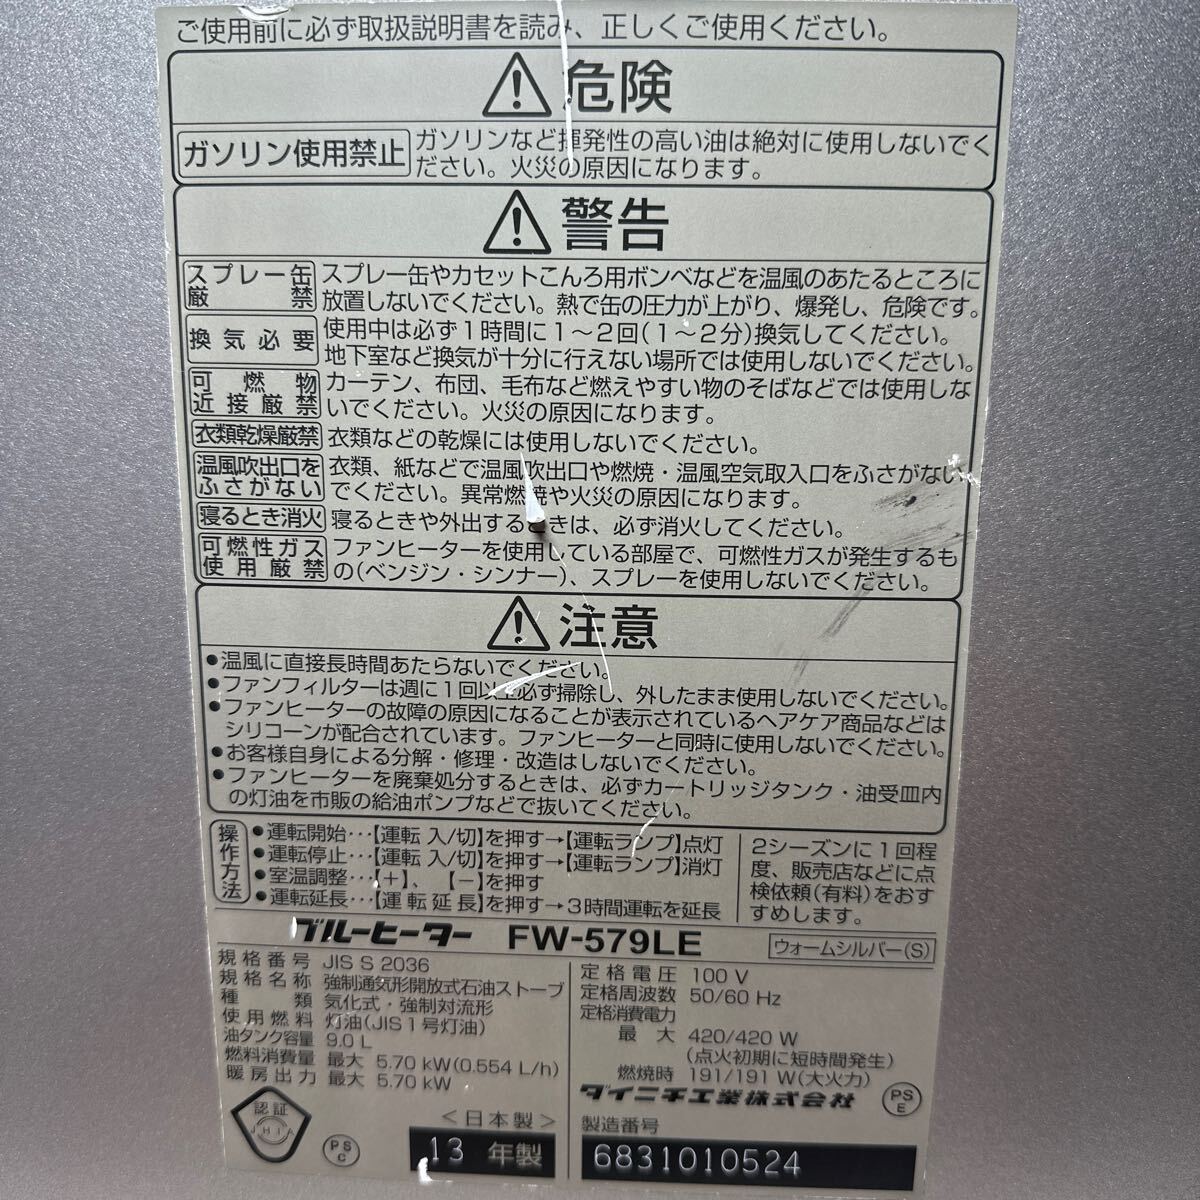 ご使用前に必ず取扱説明書を読み、正しくご使用ください。
危険
ガソリン使用禁止
ガソリンなど揮発性の高い油は絶対に使用しないでく
ださい。火災の原因になります。
警告
スプレー缶
厳禁
スプレー缶やカセットこんろ用ボンベなどを温風のあたるところに
放置しないでください。熱で缶の圧力が上がり、爆発し、危険です。
換気必要
使用中は必ず1時間に1～2回(1～2分)換気してください。
地下室など換気が十分に行えない場所では使用しないでください。
可燃物
近接厳禁
カーテン、布団、毛布など燃えやすい物のそばなどでは使用しな
いでください。火災の原因になります。
衣類乾燥厳禁
衣類などの乾燥には使用しないでください。
温風吹出口を
ふさがない
衣類、紙などで温風吹出口や燃焼・温風空気取入口をふさがない
でください。異常燃焼や火災の原因になります。
寝るとき消火
寝るときや外出するときは、必ず消火してください。
可燃性ガス
使用厳禁
ファンヒーターを使用している部屋で、可燃性ガスが発生するも
の(ベンジン・シンナー)、スプレーを使用しないでください。
注意
●温風に直接長時間あたらないでください。
●ファンフィルターは週に1回以上必ず掃除し、外したまま使用しないでください。
●ファンヒーターの故障の原因になることが表示されているヘアケア商品などは
シリコーンが配合されています。ファンヒーターと同時に使用しないでください。
●お客様自身による分解・修理・改造はしないでください。
●ファンヒーターを廃棄処分するときは、必ずカートリッジタンク・油受皿内
の灯油を市販の給油ポンプなどで抜いてください。
操作方法
●運転開始…【運転 入/切】を押す→【運転ランプ】点灯
●運転停止…【運転 入/切】を押す→【運転ランプ】消灯
●室温調整…【+】、【−】を押す
●運転延長…【運転延長】を押す→3時間運転を延長
2シーズンに1回程
度、販売店などに点
検依頼(有料)をおす
すめします。
ブルーヒーター FW-579LE
ウォームシルバー(S)
規格番号 JIS S 2036
規格名称 強制通気形開放式石油ストーブ
種類 気化式・強制対流形
使用燃料 灯油(JIS1号灯油)
油タンク容量 9.0 L
燃料消費量 最大 5.70 kW(0.554 L/h)
暖房出力 最大 5.70 kW
定格電圧 100 V
定格周波数 50/60 Hz
定格消費電力
最大 420/420 W
(点火初期に短時間発生)
燃焼時 191/191 W(大火力)
ダイニチ工業株式会社
PS
E
認証
JHIA
PS
C
<日本製>
13 年製
製造番号
6831010524